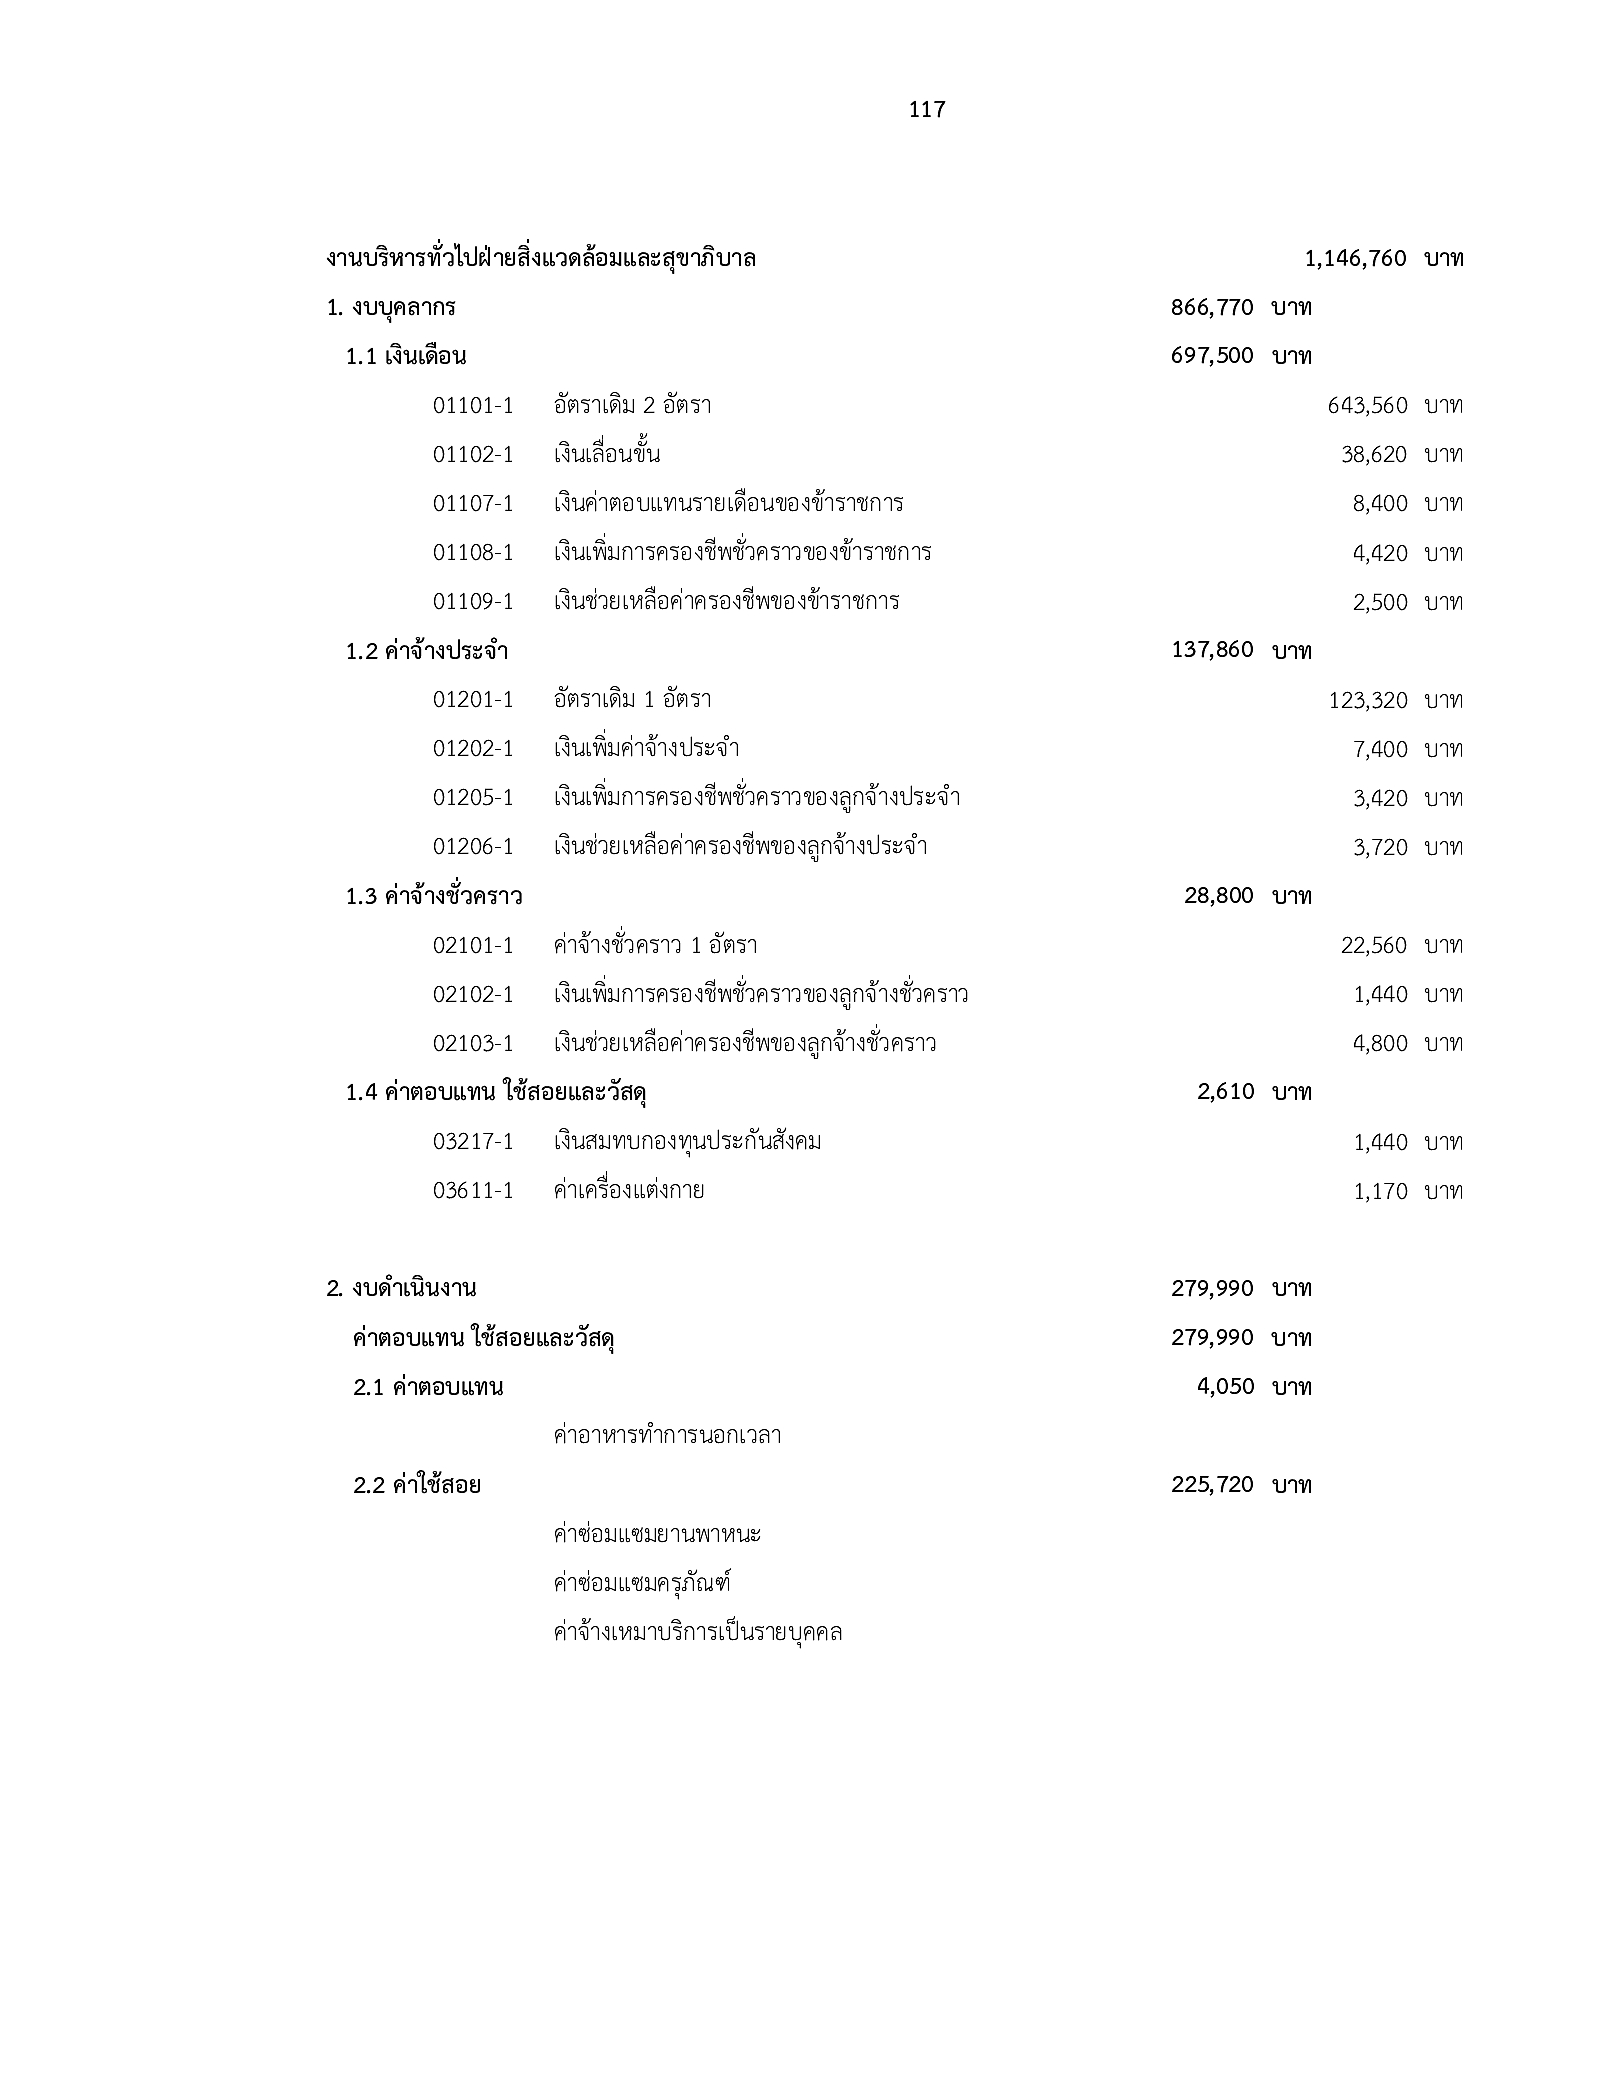 117
งานบริหารทั่วไปฝ่ายสิ่งแวดล้อมและสุขาภิบาล 1,146,760 บาท
1. งบบุคลากร 866,770 บาท
1.1 เงินเดือน 697,500 บาท
01101-1 อัตราเดิม 2 อัตรา 643,560 บาท
01102-1 เงินเลื่อนขั้น 38,620 บาท
01107-1 เงินค่าตอบแทนรายเดือนของข้าราชการ 8,400 บาท
01108-1 เงินเพิ่มการครองชีพชั่วคราวของข้าราชการ 4,420 บาท
01109-1 เงินช่วยเหลือค่าครองชีพของข้าราชการ 2,500 บาท
1.2 ค่าจ้างประจำ 137,860 บาท
01201-1 อัตราเดิม 1 อัตรา 123,320 บาท
01202-1 เงินเพิ่มค่าจ้างประจำ 7,400 บาท
01205-1 เงินเพิ่มการครองชีพชั่วคราวของลูกจ้างประจำ 3,420 บาท
01206-1 เงินช่วยเหลือค่าครองชีพของลูกจ้างประจำ 3,720 บาท
1.3 ค่าจ้างชั่วคราว 28,800 บาท
02101-1 ค่าจ้างชั่วคราว 1 อัตรา 22,560 บาท
02102-1 เงินเพิ่มการครองชีพชั่วคราวของลูกจ้างชั่วคราว 1,440 บาท
02103-1 เงินช่วยเหลือค่าครองชีพของลูกจ้างชั่วคราว 4,800 บาท
1.4 ค่าตอบแทน ใช้สอยและวัสดุ 2,610 บาท
03217-1 เงินสมทบกองทุนประกันสังคม 1,440 บาท
03611-1 ค่าเครื่องแต่งกาย 1,170 บาท
2. งบดำเนินงาน 279,990 บาท
ค่าตอบแทน ใช้สอยและวัสดุ 279,990 บาท
2.1 ค่าตอบแทน 4,050 บาท
ค่าอาหารทำการนอกเวลา
2.2 ค่าใช้สอย 225,720 บาท
ค่าซ่อมแซมยานพาหนะ
ค่าซ่อมแซมครุภัณฑ์
ค่าจ้างเหมาบริการเป็นรายบุคคล